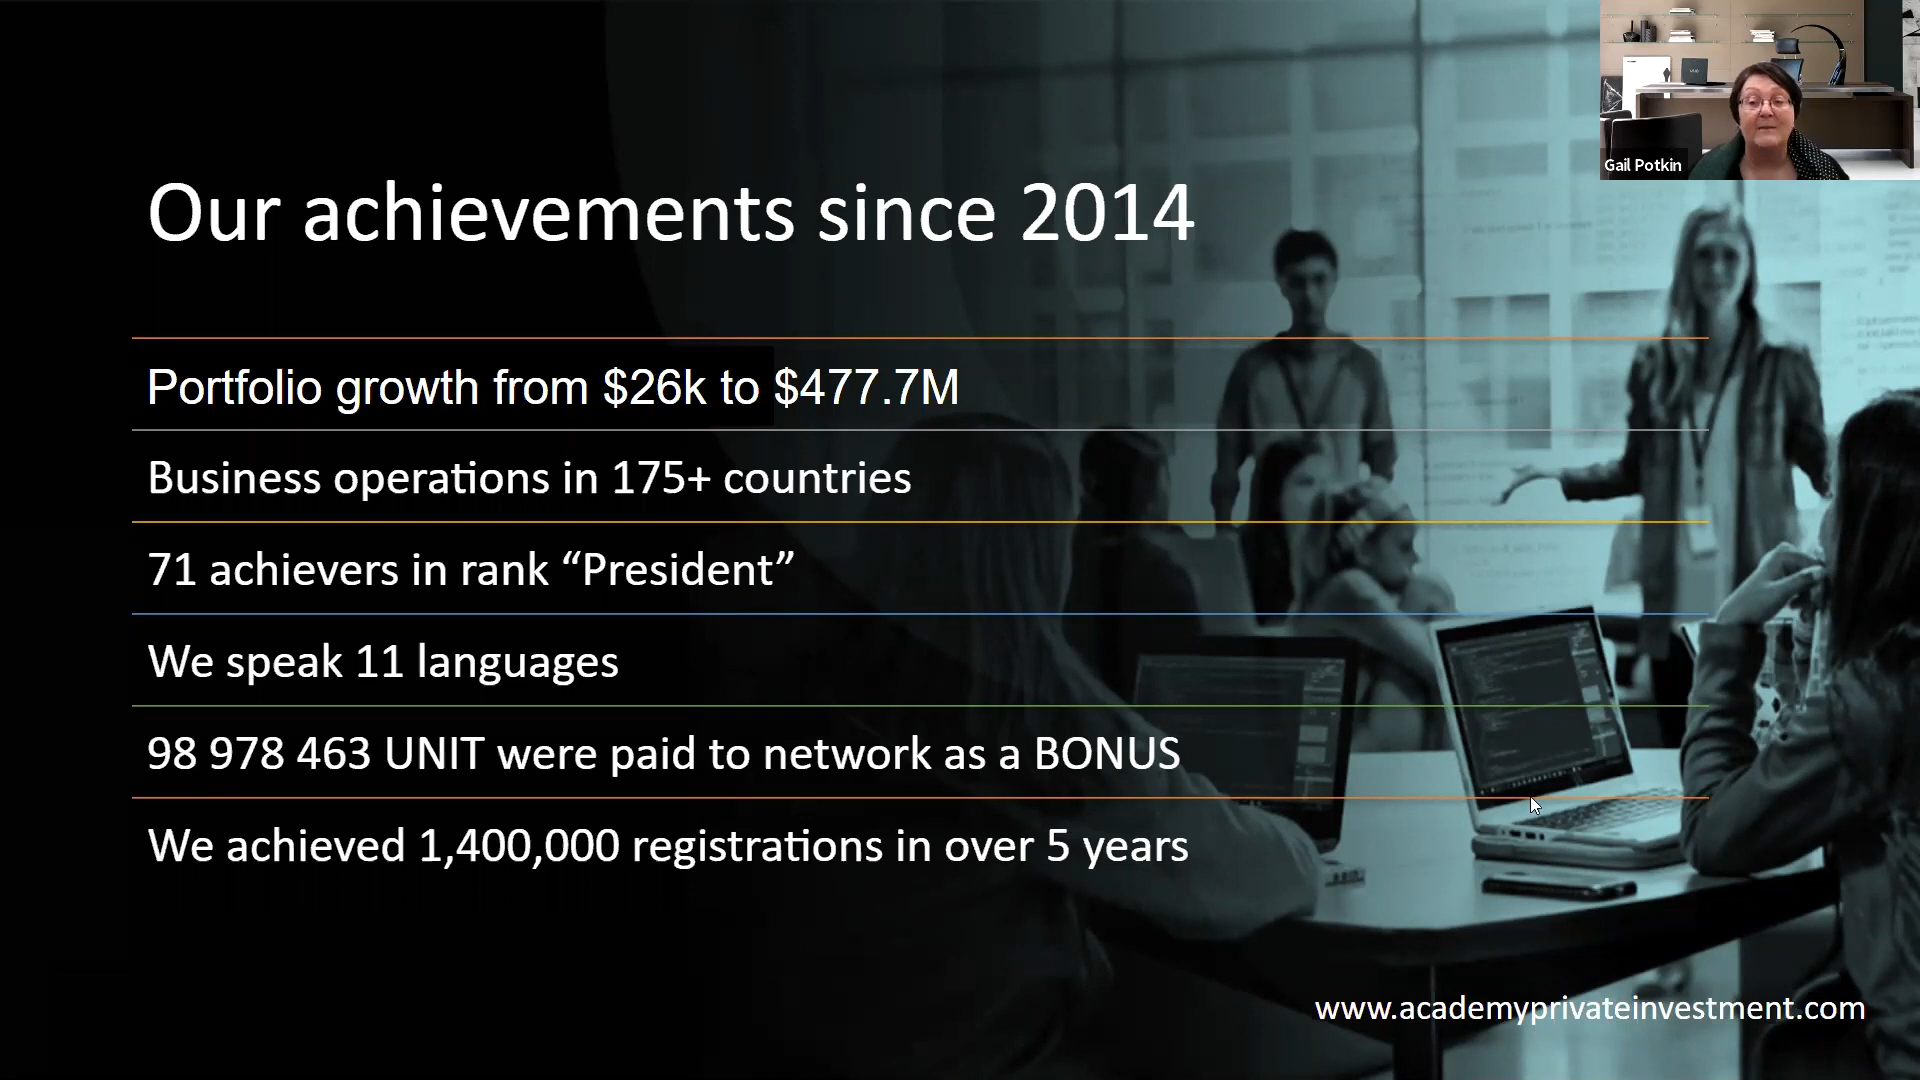 Gail Potkin
Our achievements since 2014
Portfolio growth from $26k to $477.7M
Business operations in 175+ countries
71 achievers in rank “President”
We speak 11 languages
98 978 463 UNIT were paid to network as a BONUS
We achieved 1,400,000 registrations in over 5 years
www.academyprivateinvestment.com